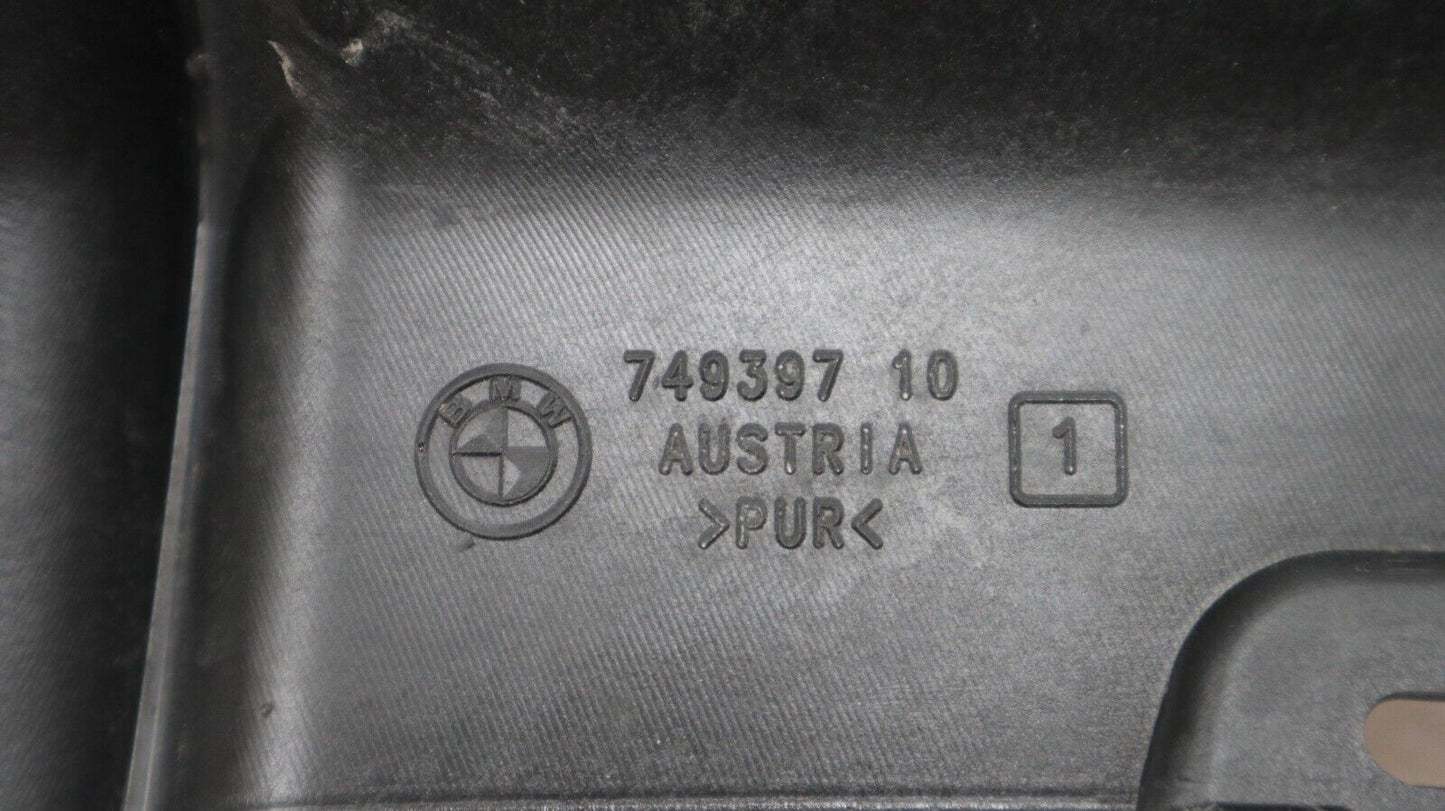 BMW
749397 10
AUSTRIA
>PUR<
1